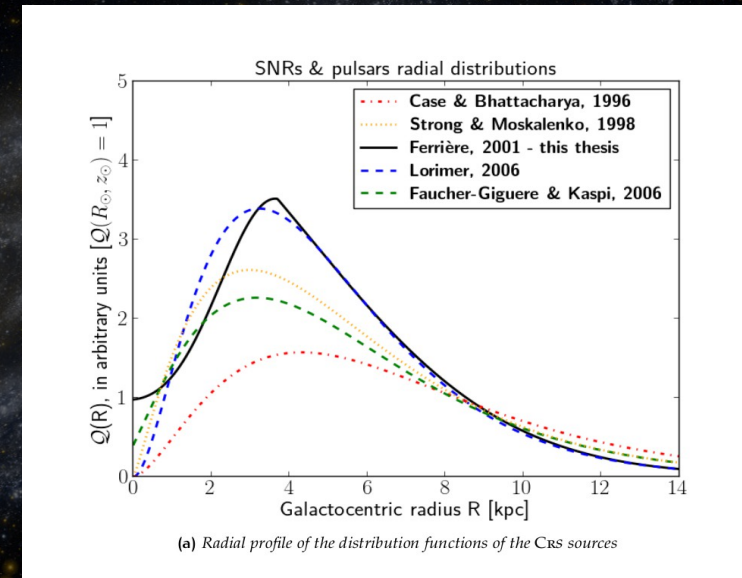 SNRs & pulsars radial distributions
Q(R), in arbitrary units [Q(R⊙, z⊙) = 1]
5
4
3
2
1
0
Case & Bhattacharya, 1996
Strong & Moskalenko, 1998
Ferrière, 2001 - this thesis
Lorimer, 2006
Faucher-Giguere & Kaspi, 2006
0 2 4 6 8 10 12 14
Galactocentric radius R [kpc]
(a) Radial profile of the distribution functions of the CRs sources